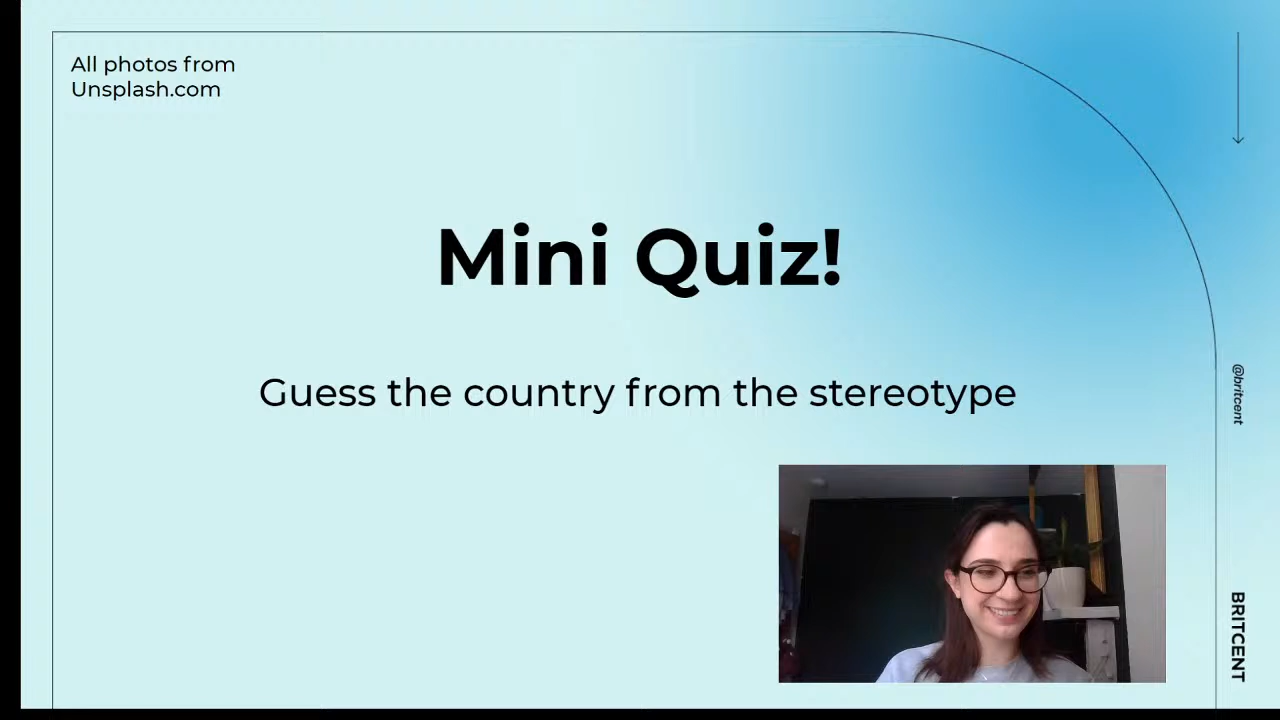 All photos from
Unsplash.com
Mini Quiz!
Guess the country from the stereotype
@britcent
BRITCENT